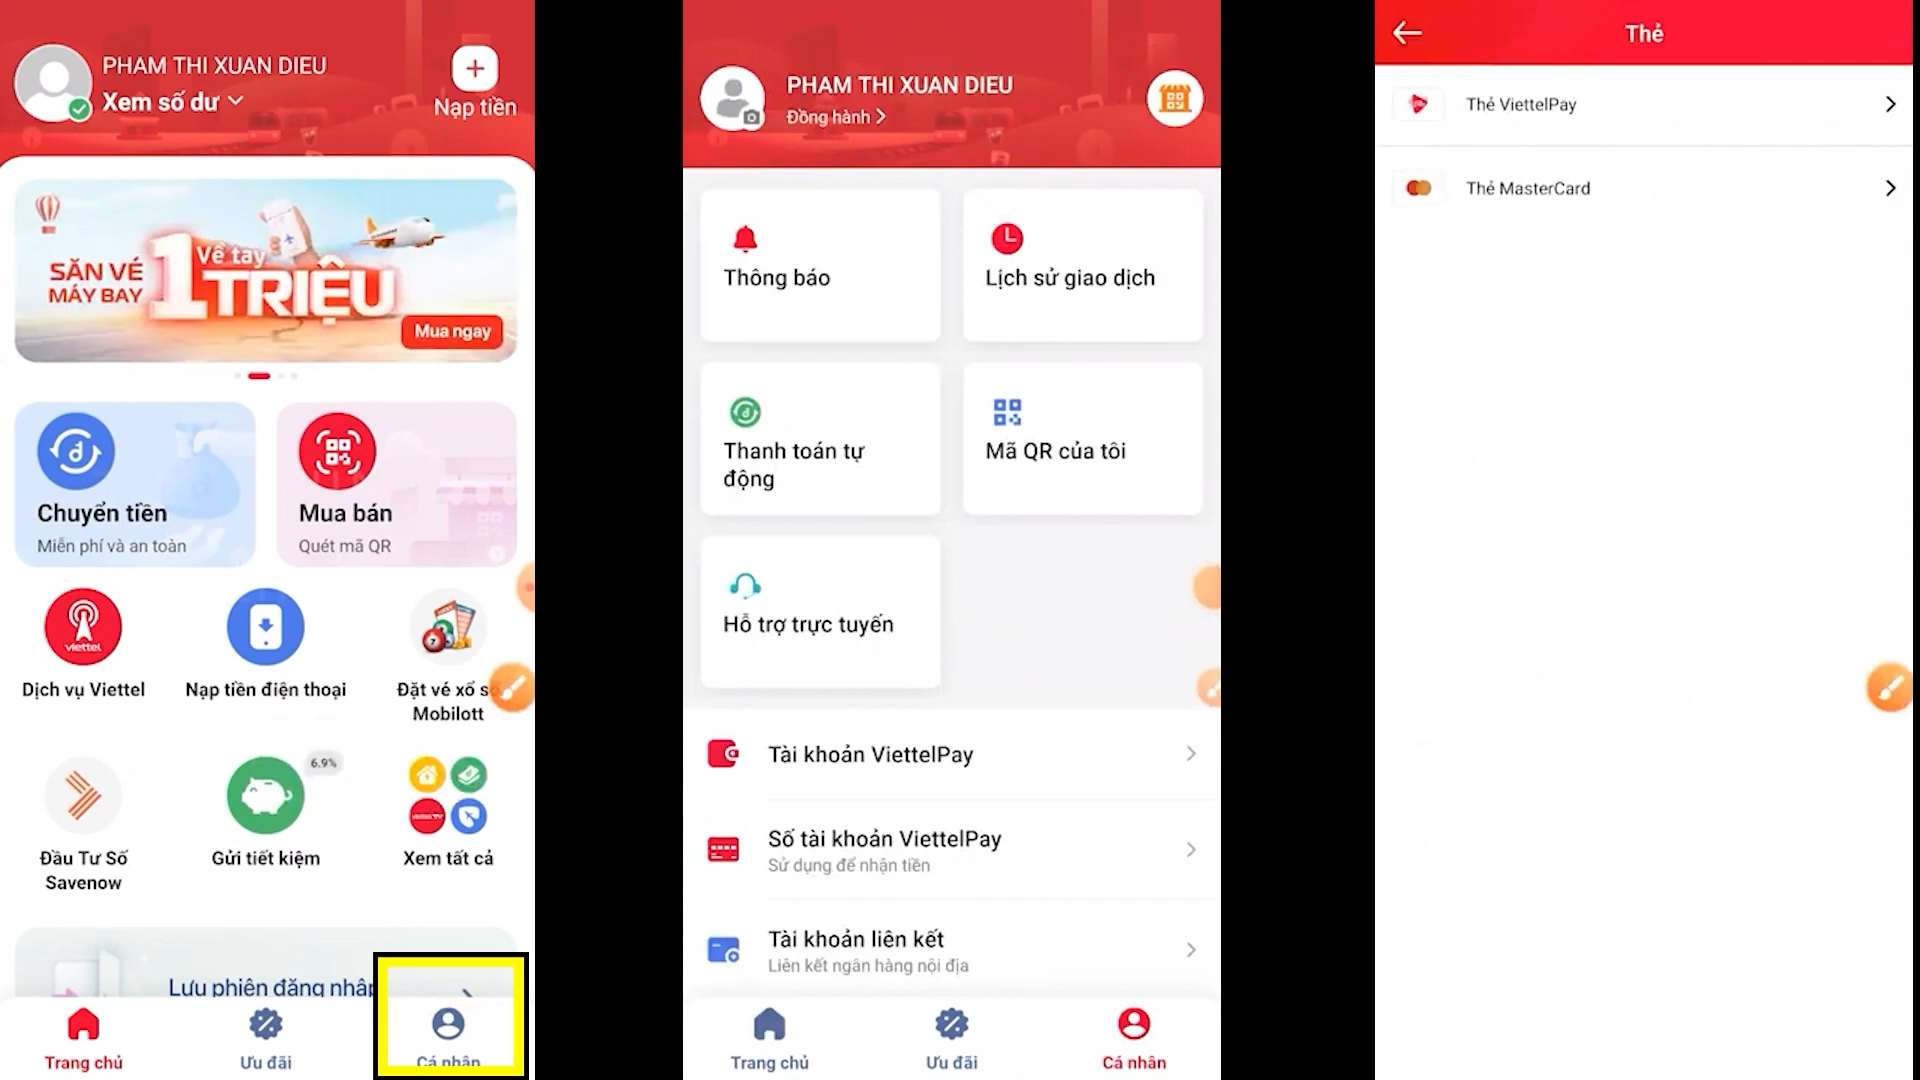 PHAM THI XUAN DIEU
Xem số dư
Nạp tiền
SĂN VÉ
MÁY BAY
1
Về tay
TRIỆU
Mua ngay
Chuyển tiền
Miễn phí và an toàn
Mua bán
Quét mã QR
viettel
Dịch vụ Viettel
Nạp tiền điện thoại
Đặt vé xổ số
Mobilott
6.9%
Đầu Tư Số
Savenow
Gửi tiết kiệm
Xem tất cả
Lưu phiên đăng nhập
Trang chủ
Ưu đãi
Cá nhân
PHAM THI XUAN DIEU
Đồng hành
Thông báo
Lịch sử giao dịch
Thanh toán tự
động
Mã QR của tôi
Hỗ trợ trực tuyến
Tài khoản ViettelPay
Số tài khoản ViettelPay
Sử dụng để nhận tiền
Tài khoản liên kết
Liên kết ngân hàng nội địa
Trang chủ
Ưu đãi
Cá nhân
Thẻ
Thẻ ViettelPay
Thẻ MasterCard